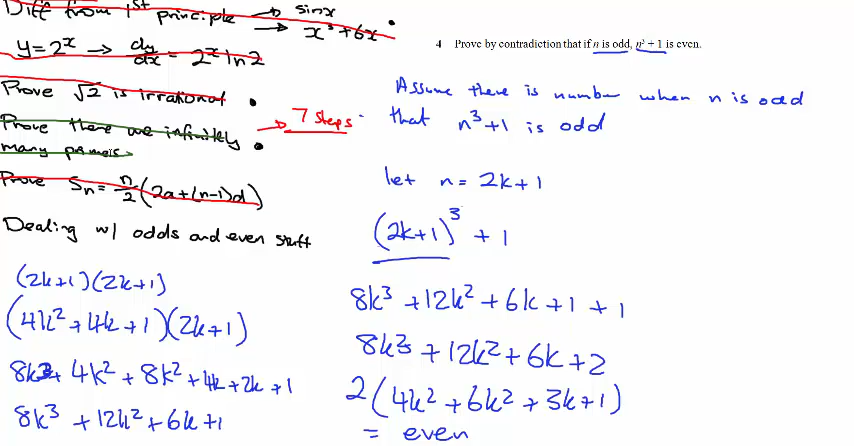 Diff from 1st principle → sinx
→ x³ + 6x
y = 2ˣ → dy/dx = 2ˣ ln2
Prove √2 is irrational
Prove there are infinitely
many primes
→ 7 steps
Prove Sn = n/2 (2a + (n-1)d)
Dealing w/ odds and even stuff
(2k+1)(2k+1)
(4k² + 4k + 1)(2k+1)
8k³ + 4k² + 8k² + 4k + 2k + 1
8k³ + 12k² + 6k + 1
4 Prove by contradiction that if n is odd, n³ + 1 is even.
Assume there is number when n is odd
that n³+1 is odd
let n = 2k+1
(2k+1)³ + 1
8k³ + 12k² + 6k + 1 + 1
8k³ + 12k² + 6k + 2
2(4k² + 6k² + 3k + 1)
= even